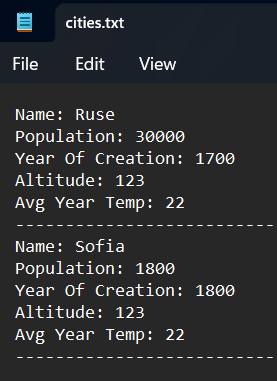 cities.txt
File Edit View
Name: Ruse
Population: 30000
Year Of Creation: 1700
Altitude: 123
Avg Year Temp: 22
--------------------------
Name: Sofia
Population: 1800
Year Of Creation: 1800
Altitude: 123
Avg Year Temp: 22
--------------------------